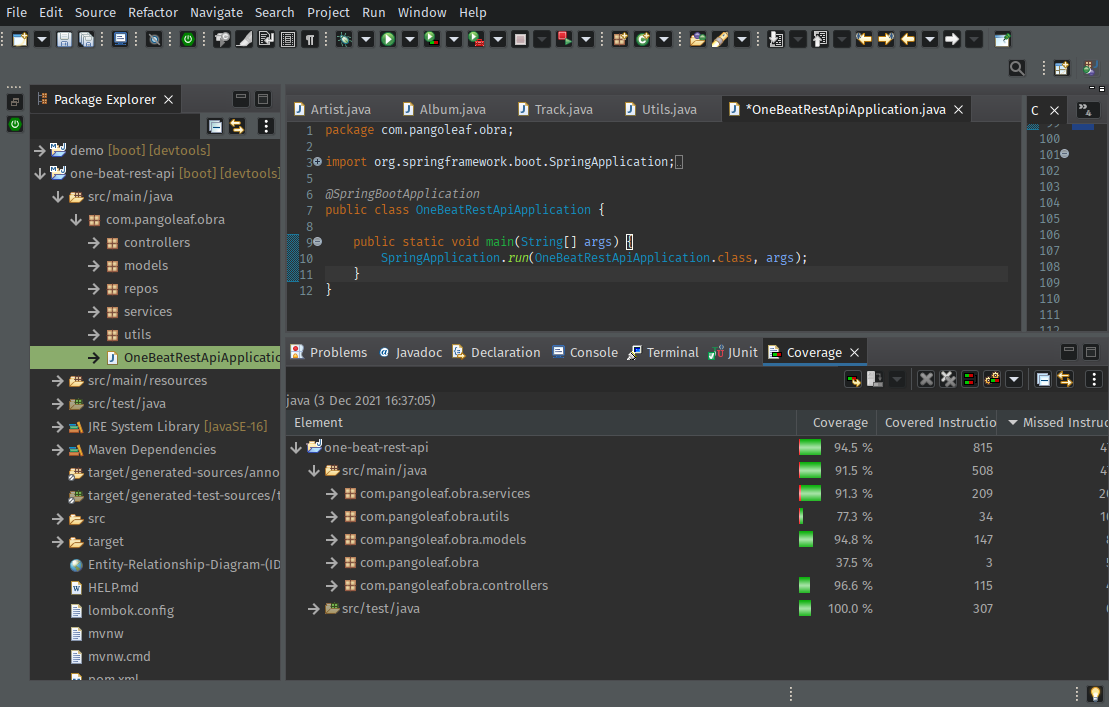 File Edit Source Refactor Navigate Search Project Run Window Help
Package Explorer
demo [boot] [devtools]
one-beat-rest-api [boot] [devtools]
src/main/java
com.pangoleaf.obra
controllers
models
repos
services
utils
OneBeatRestApiApplicatio
src/main/resources
src/test/java
JRE System Library [JavaSE-16]
Maven Dependencies
target/generated-sources/anno
target/generated-test-sources/t
src
target
Entity-Relationship-Diagram-(ID
HELP.md
lombok.config
mvnw
mvnw.cmd
pom.xml
Artist.java Album.java Track.java Utils.java *OneBeatRestApiApplication.java
1 package com.pangoleaf.obra;
2
3 import org.springframework.boot.SpringApplication;
5
6 @SpringBootApplication
7 public class OneBeatRestApiApplication {
8
9 public static void main(String[] args) {
10 SpringApplication.run(OneBeatRestApiApplication.class, args);
11 }
12 }
C
4
99
100
101
102
103
104
105
106
107
108
109
110
111
112
Problems Javadoc Declaration Console Terminal JUnit Coverage
java (3 Dec 2021 16:37:05)
Element Coverage Covered Instructio Missed Instruc
one-beat-rest-api 94.5 % 815 47
src/main/java 91.5 % 508 47
com.pangoleaf.obra.services 91.3 % 209 20
com.pangoleaf.obra.utils 77.3 % 34 10
com.pangoleaf.obra.models 94.8 % 147
com.pangoleaf.obra 37.5 % 3
com.pangoleaf.obra.controllers 96.6 % 115
src/test/java 100.0 % 307